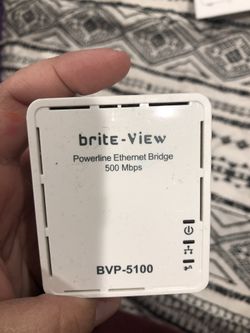 brite-View
Powerline Ethernet Bridge
500 Mbps
BVP-5100